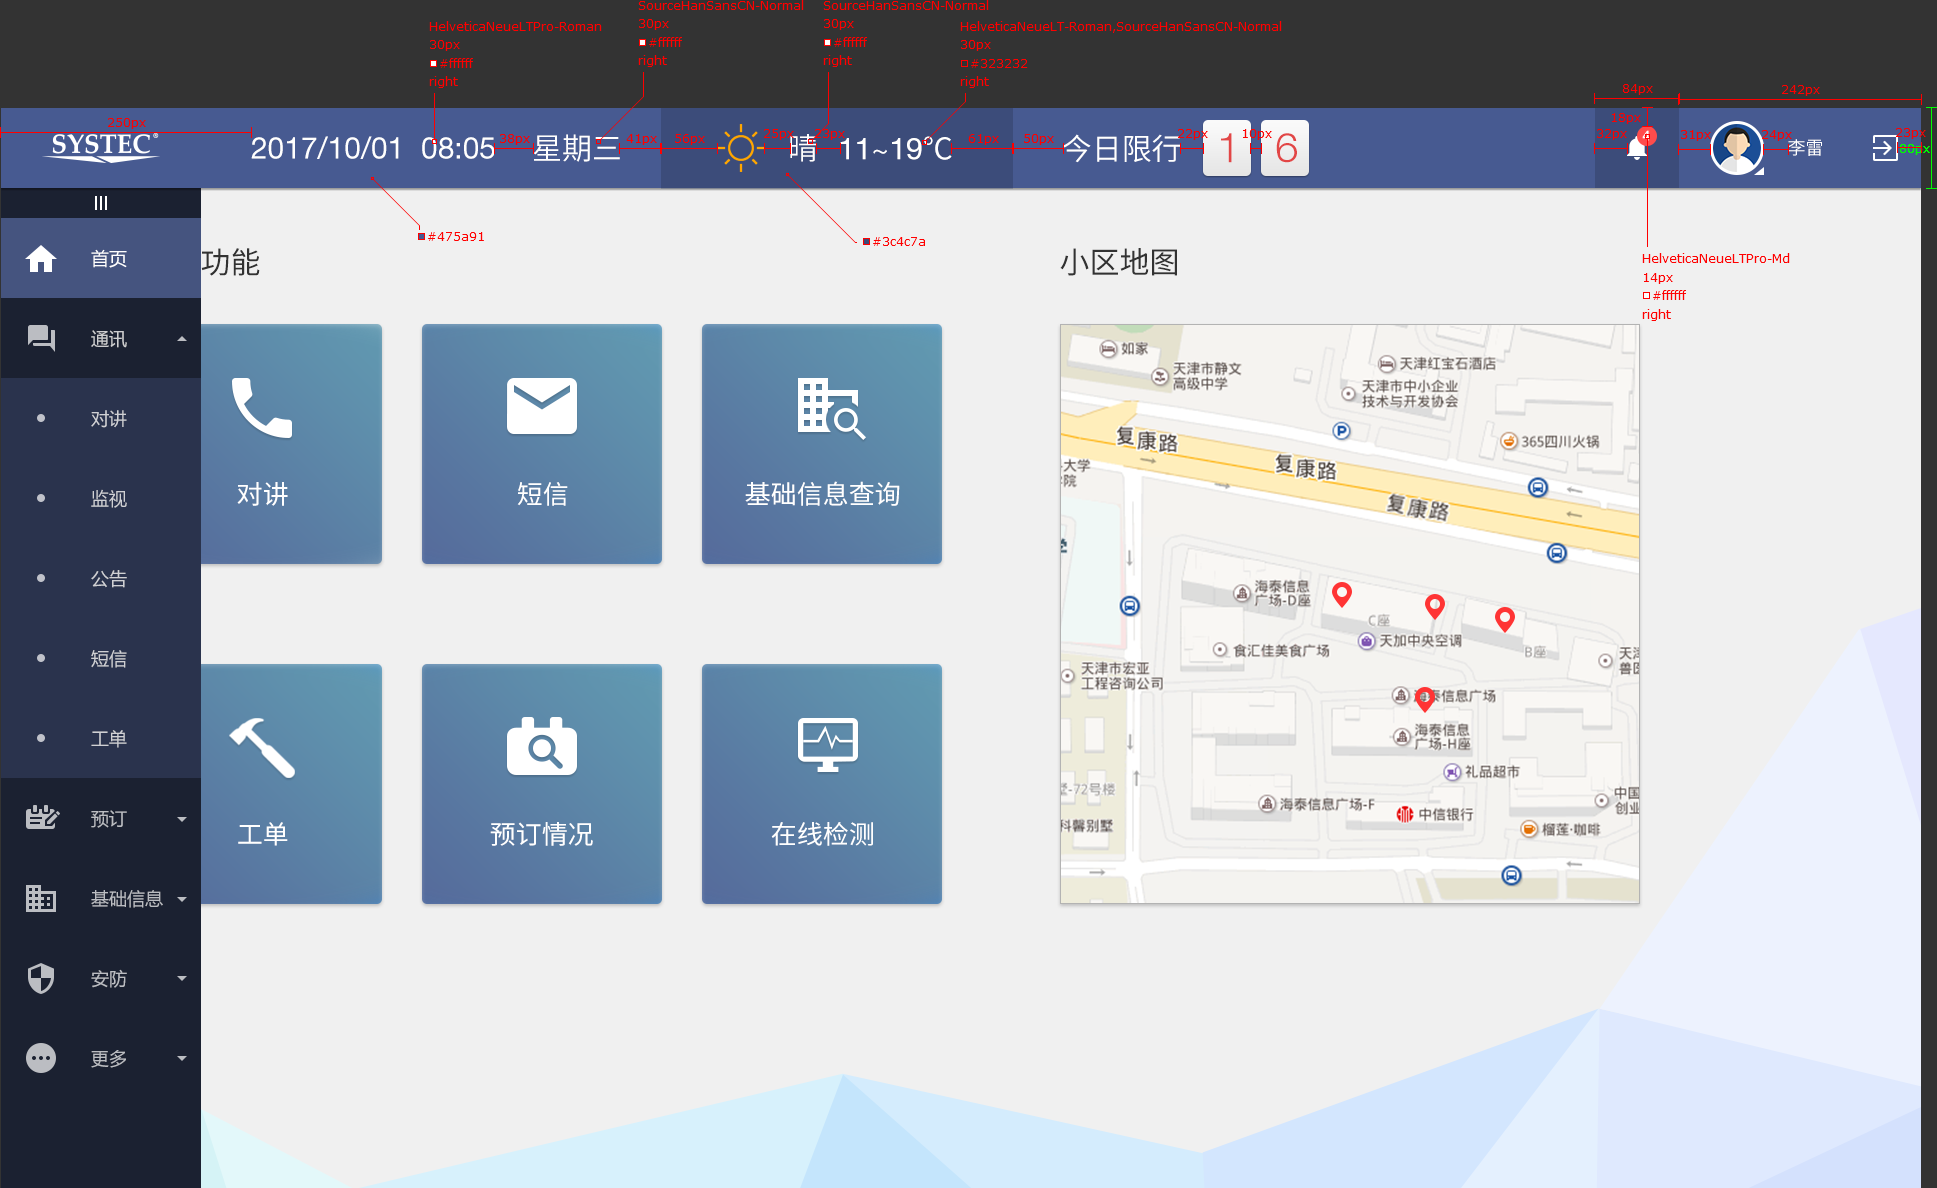 SourceHanSansCN-Normal
30px
#ffffff
right
SourceHanSansCN-Normal
30px
#ffffff
right
HelveticaNeueLTPro-Roman
30px
#ffffff
right
HelveticaNeueLT-Roman,SourceHanSansCN-Normal
30px
#323232
right
84px
242px
250px
SYSTEC
2017/10/01 08:05
38px
星期三
41px
晴
11~19°C
61px
50px
今日限行
1
10px
6
4
31px
24px
李雷
23px
80px
#475a91
#3c4c7a
HelveticaNeueLTPro-Md
14px
#ffffff
right
首页
通讯
对讲
监视
公告
短信
工单
预订
基础信息
安防
更多
功能
对讲
短信
基础信息查询
工单
预订情况
在线检测
小区地图
如家
天津市静文
高级中学
天津红宝石酒店
天津市中小企业
技术与开发协会
P
365四川火锅
复康路
复康路
复康路
大学
院
海泰信息
广场-D座
C座
天加中央空调
B座
食汇佳美食广场
天津市宏亚
工程咨询公司
海泰信息广场
海泰信息
广场-H座
礼品超市
-72号楼
海泰信息广场-F
中信银行
中国
创业
科馨别墅
榴莲·咖啡